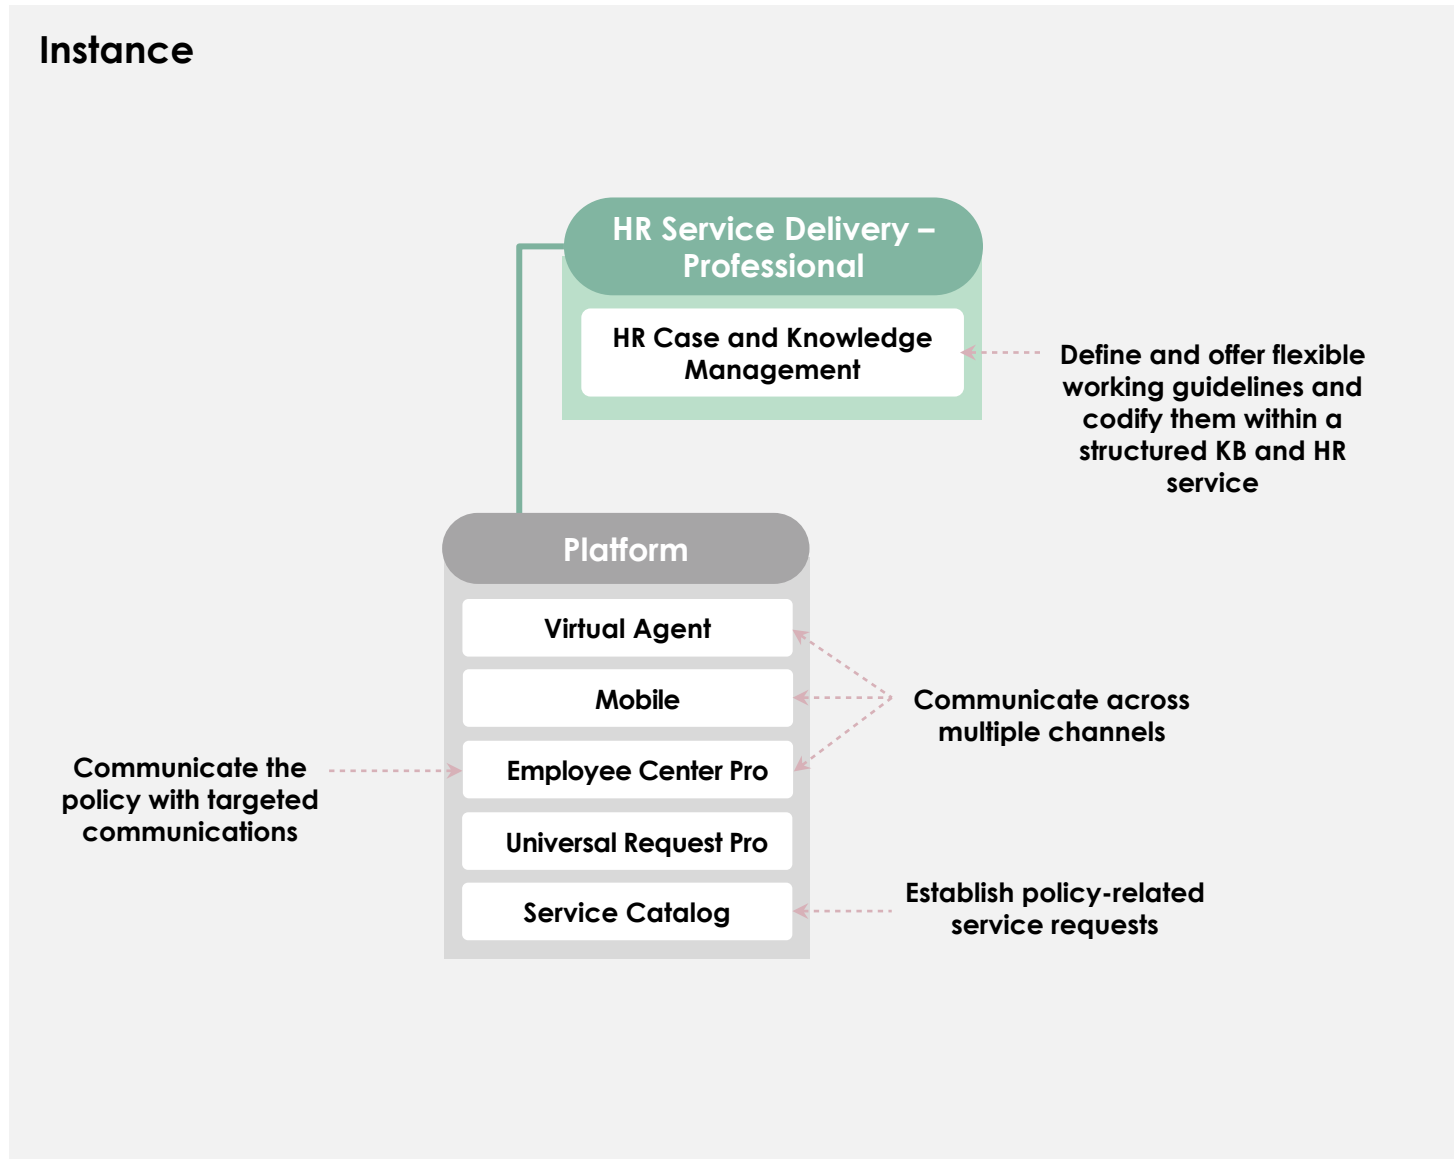 Instance
HR Service Delivery –
Professional
HR Case and Knowledge
Management
Define and offer flexible
working guidelines and
codify them within a
structured KB and HR
service
Platform
Virtual Agent
Mobile
Employee Center Pro
Universal Request Pro
Service Catalog
Communicate across
multiple channels
Communicate the
policy with targeted
communications
Establish policy-related
service requests